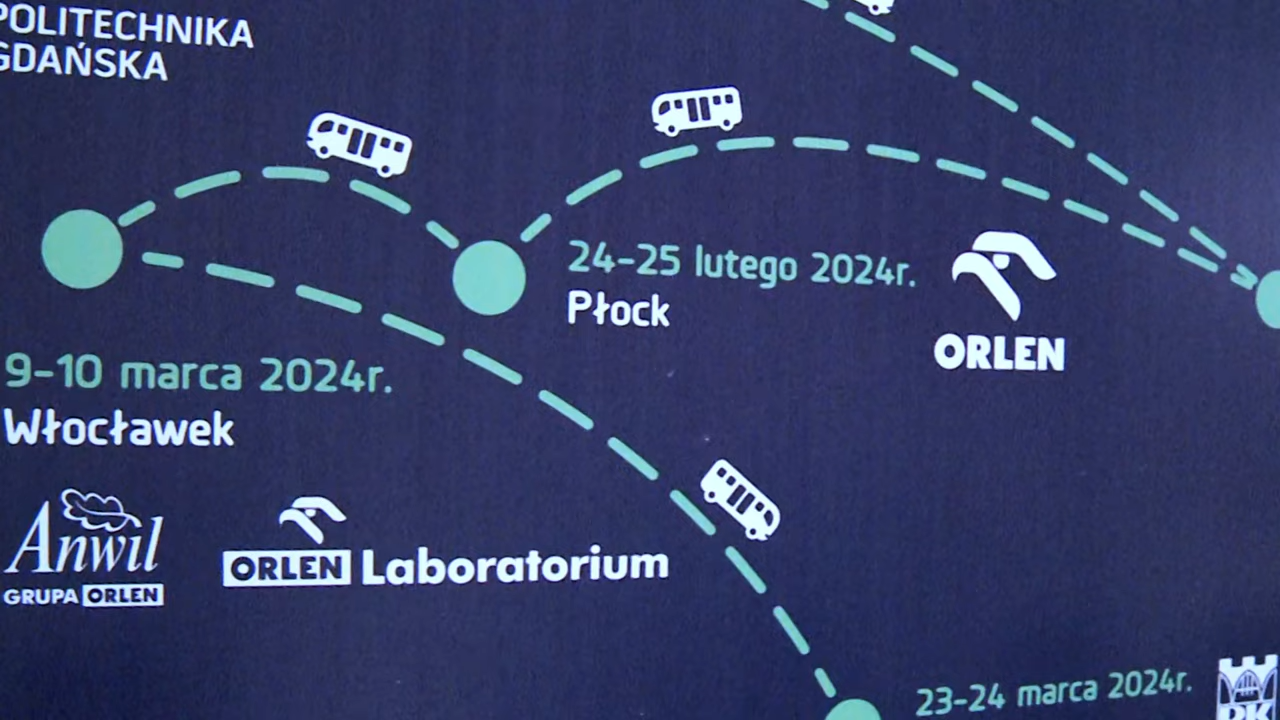 POLITECHNIKA
GDAŃSKA
24-25 lutego 2024r.
Płock
ORLEN
9-10 marca 2024r.
Włocławek
Anwil
GRUPA ORLEN
ORLEN Laboratorium
23-24 marca 2024r.
PK